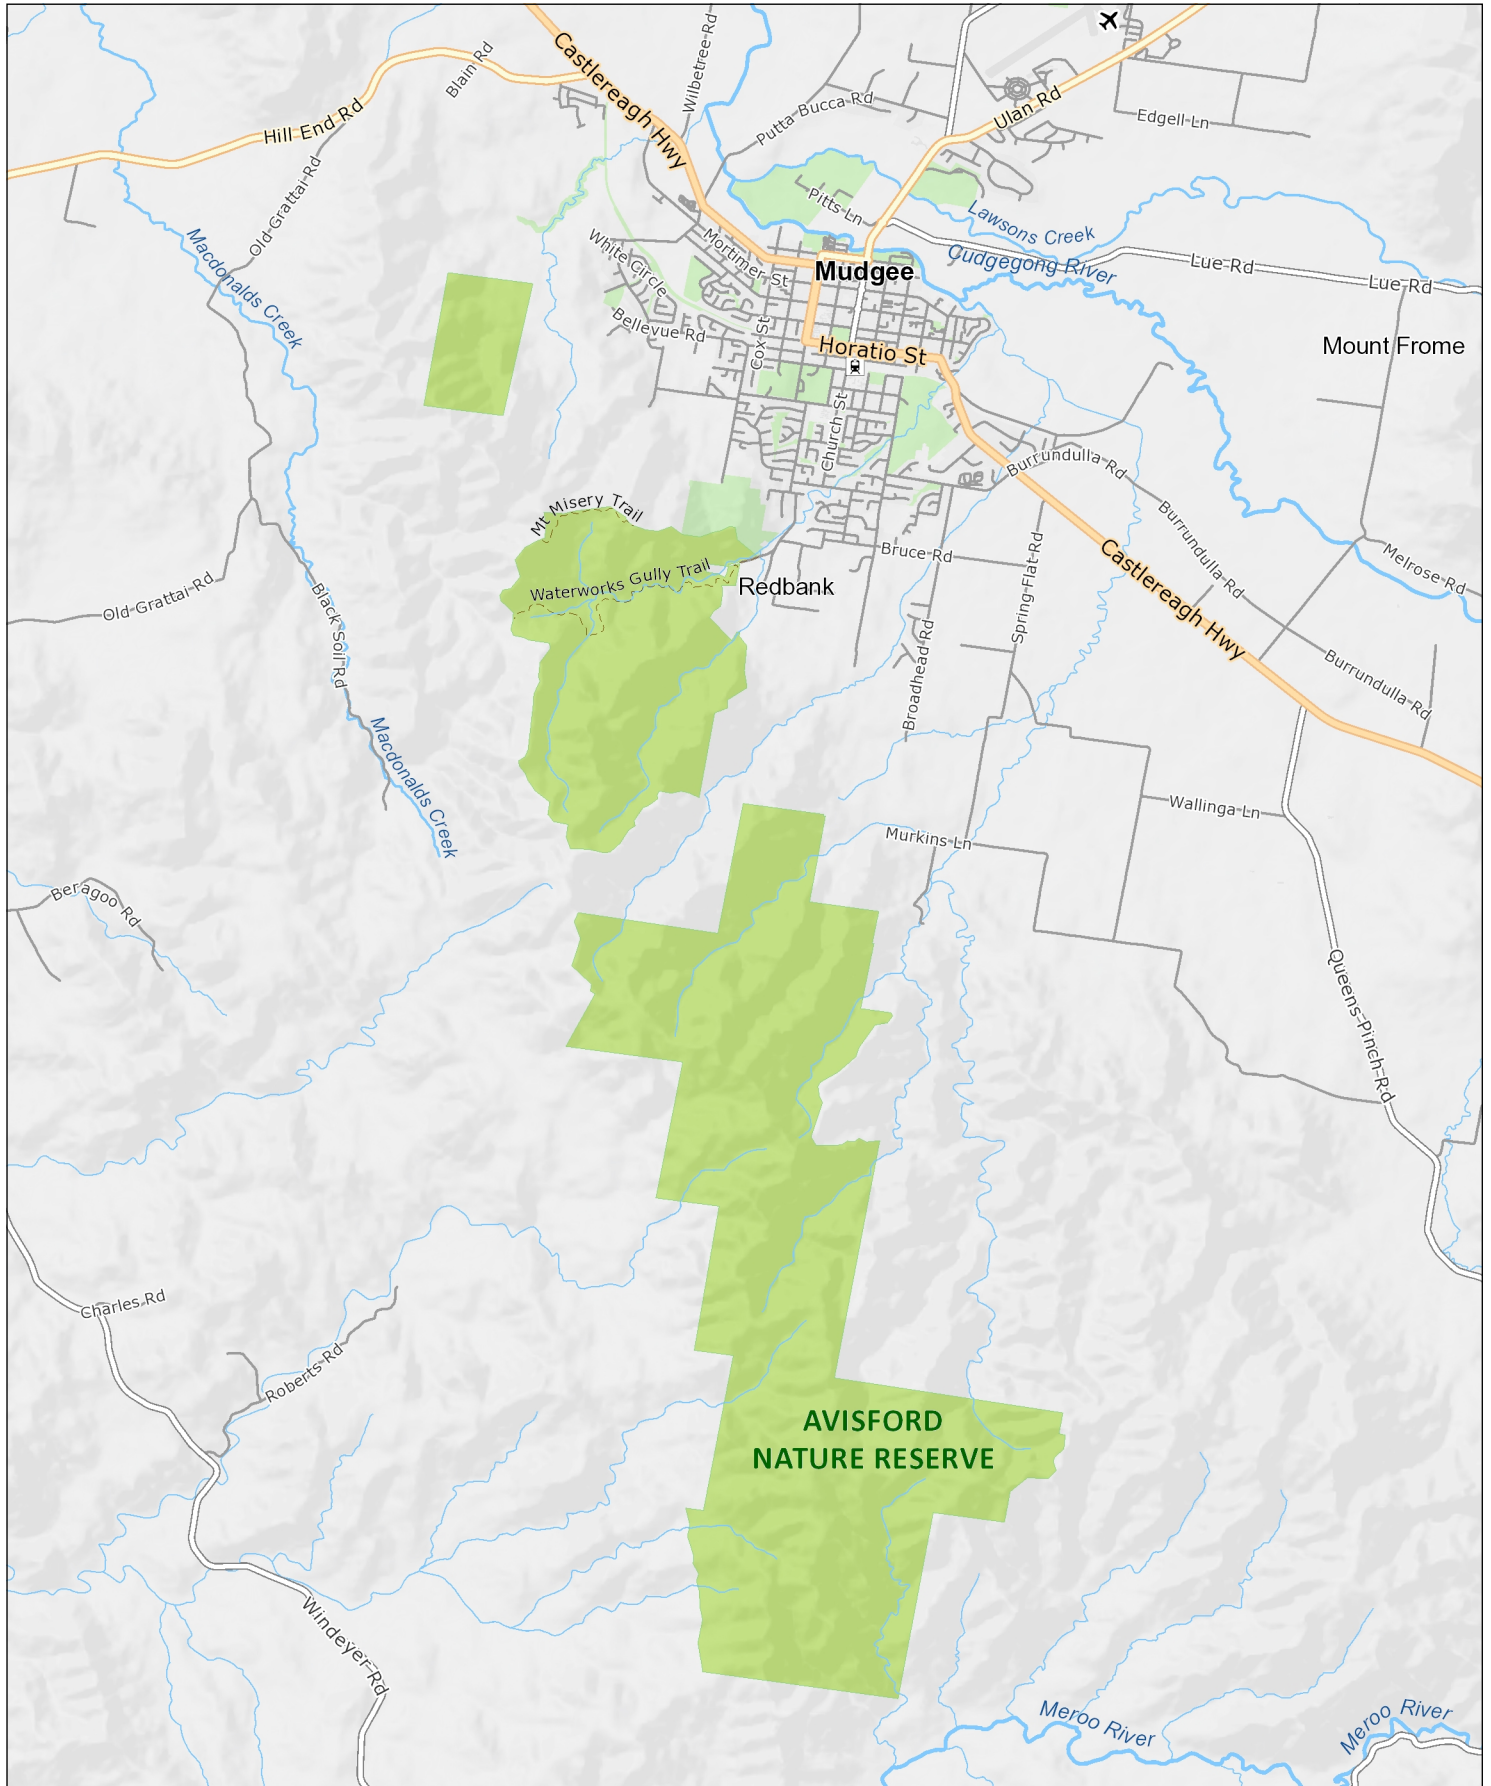 Castlereagh Hwy
Wilbetree Rd
Blain Rd
Hill End Rd
Putta Bucca Rd
Ulan Rd
Edgell Ln
Old Grattai Rd
Pitts Ln
Lawsons Creek
Macdonalds Creek
White Circle
Mortimer St
Mudgee
Cudgegong River
Lue Rd
Lue Rd
Bellevue Rd
Cox St
Horatio St
Mount Frome
Church St
Burrundulla Rd
Mt Misery Trail
Burrundulla Rd
Bruce Rd
Spring Flat Rd
Castlereagh Hwy
Melrose Rd
Waterworks Gully Trail
Redbank
Old Grattai Rd
Black Soil Rd
Broadhead Rd
Burrundulla Rd
Macdonalds Creek
Wallinga Ln
Murkins Ln
Beragoo Rd
Queens Pinch Rd
Charles Rd
Roberts Rd
AVISFORD
NATURE RESERVE
Windeyer Rd
Meroo River
Meroo River